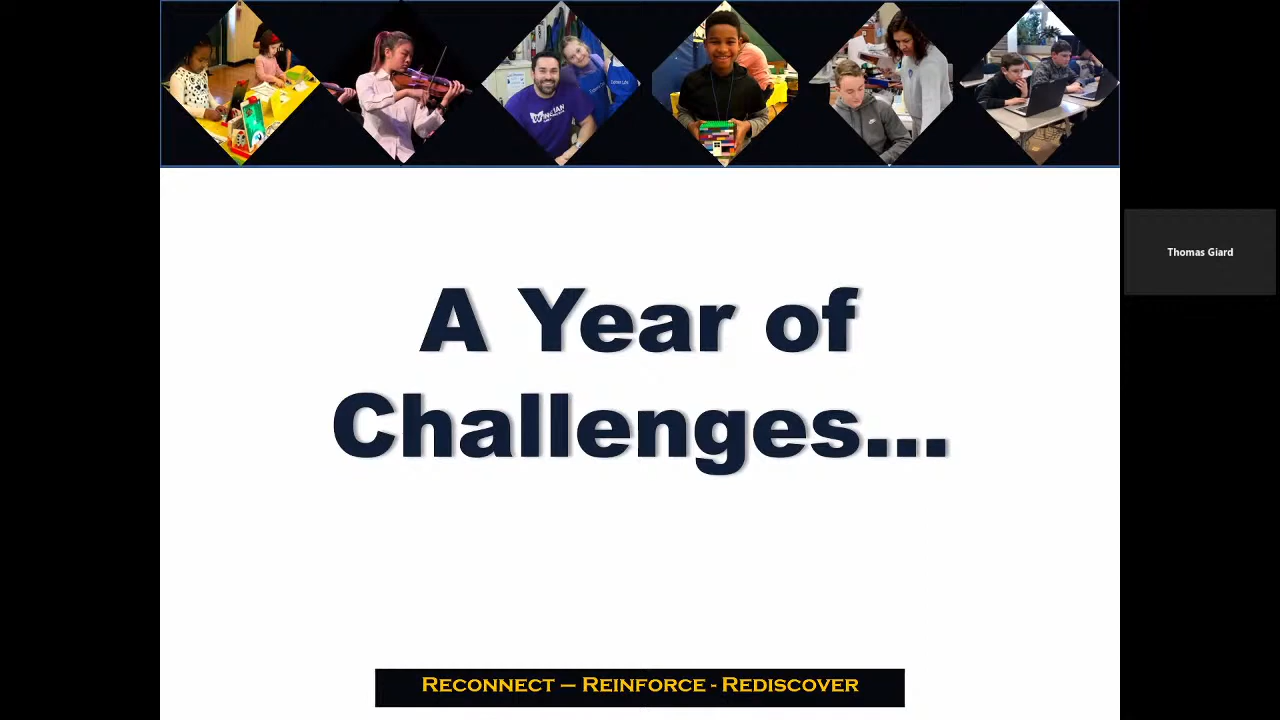 A Year of
Challenges...
RECONNECT – REINFORCE - REDISCOVER
Thomas Giard